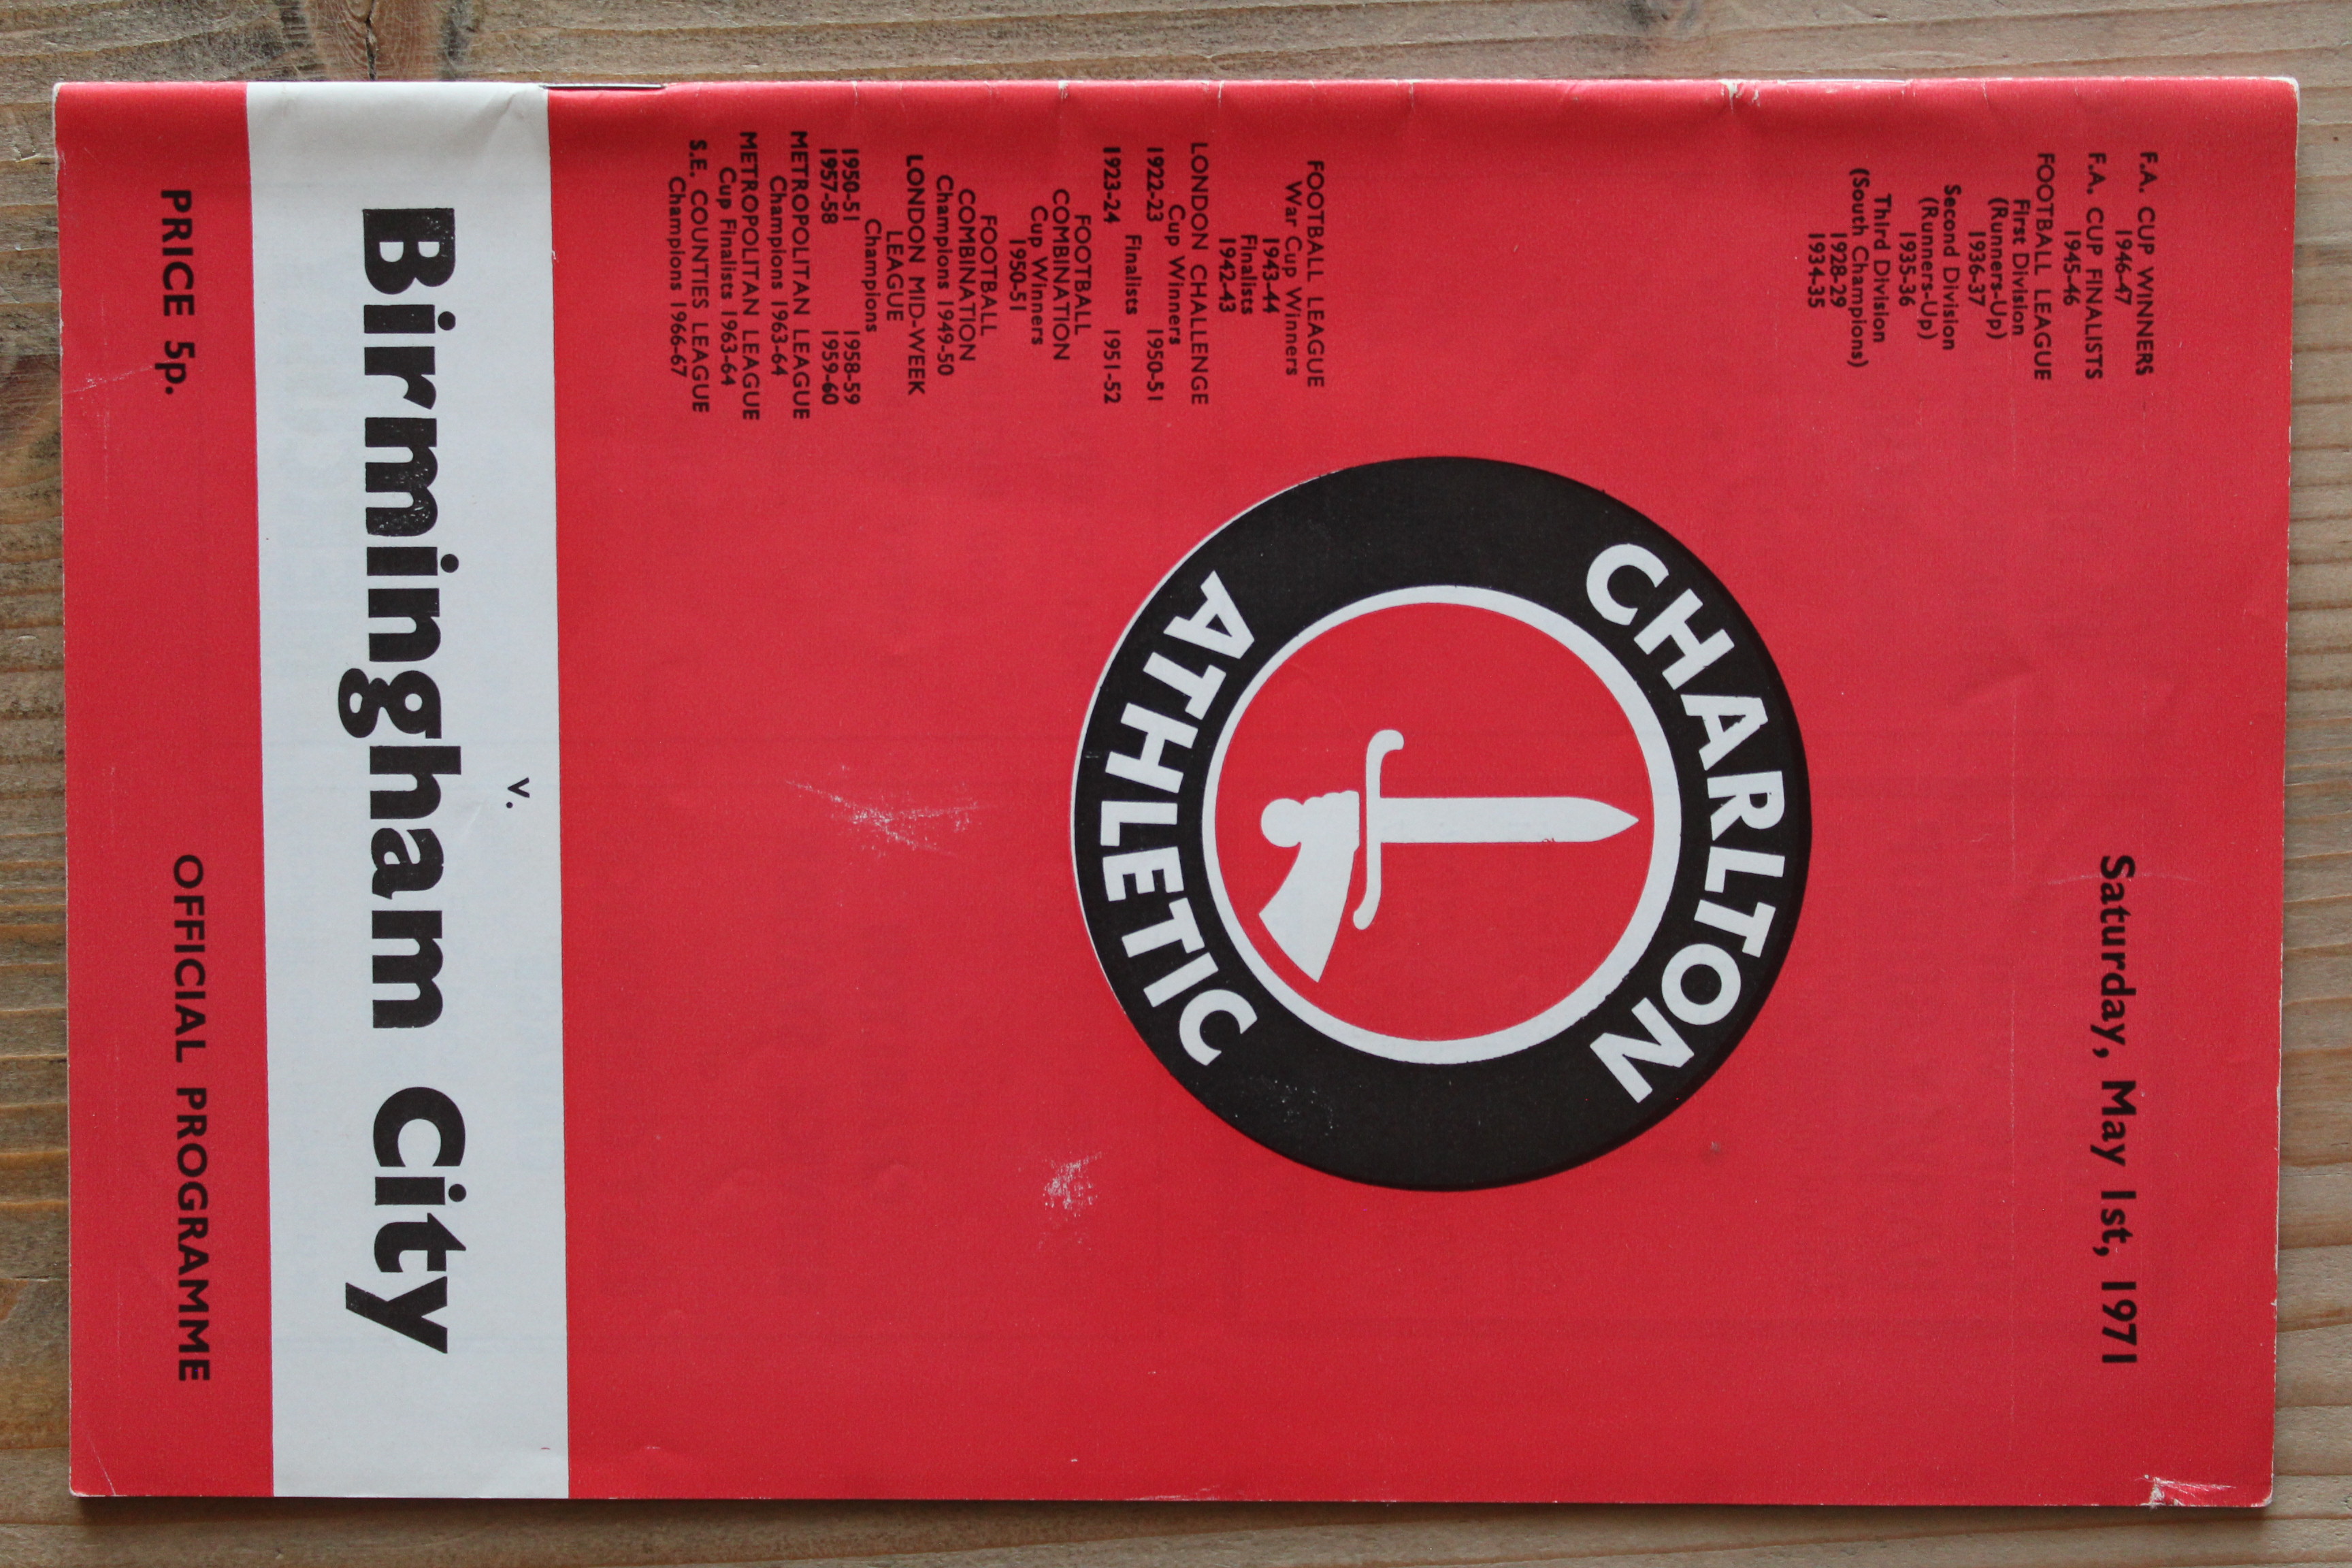 F.A. CUP WINNERS
1946-47
F.A. CUP FINALISTS
1945-46
FOOTBALL LEAGUE
First Division
(Runners-Up)
1936-37
Second Division
(Runners-Up)
1935-36
Third Division
(South Champions)
1928-29
1934-35
Saturday, May 1st, 1971
CHARLTON
ATHLETIC
FOOTBALL LEAGUE
War Cup Winners
1943-44
Finalists
1942-43
LONDON CHALLENGE
Cup Winners
1922-23 1950-51
Finalists
1923-24 1951-52
FOOTBALL
COMBINATION
Cup Winners
1950-51
FOOTBALL
COMBINATION
Champions 1949-50
LONDON MID-WEEK
LEAGUE
Champions
1950-51 1958-59
1957-58 1959-60
METROPOLITAN LEAGUE
Champions 1963-64
METROPOLITAN LEAGUE
Cup Finalists 1963-64
S.E. COUNTIES LEAGUE
Champions 1966-67
v.
Birmingham City
PRICE 5p.
OFFICIAL PROGRAMME